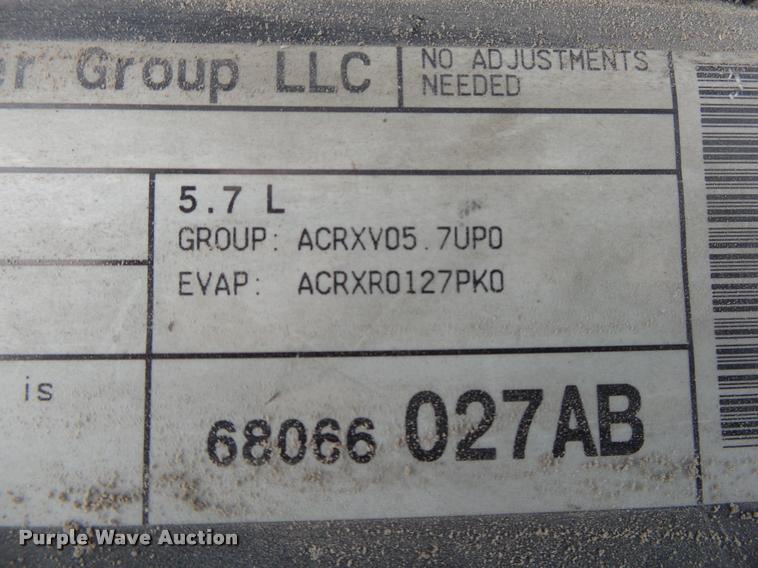 er Group LLC
NO ADJUSTMENTS
NEEDED
5.7 L
GROUP: ACRXV05.7UP0
EVAP: ACRXR0127PK0
is
68066 027AB
Purple Wave Auction